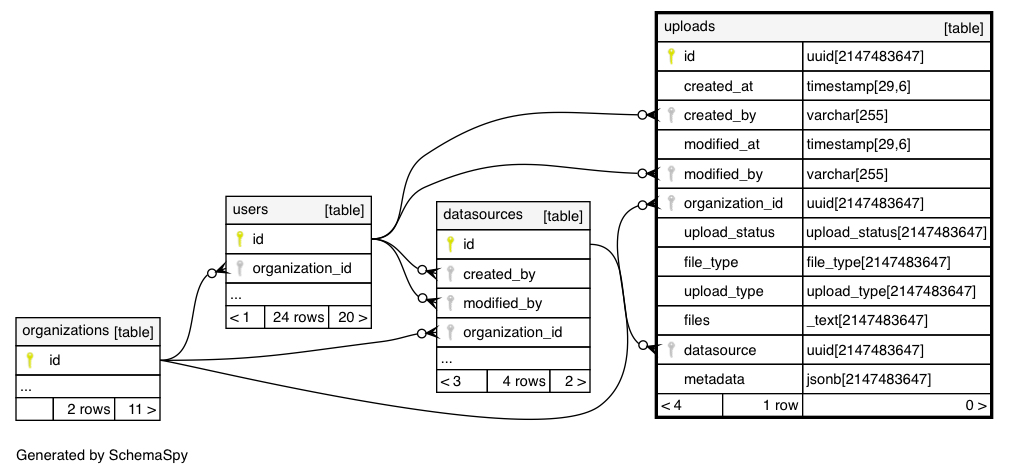 uploads [table]
id uuid[2147483647]
created_at timestamp[29,6]
created_by varchar[255]
modified_at timestamp[29,6]
modified_by varchar[255]
organization_id uuid[2147483647]
upload_status upload_status[2147483647]
file_type file_type[2147483647]
upload_type upload_type[2147483647]
files _text[2147483647]
datasource uuid[2147483647]
metadata jsonb[2147483647]
< 4 1 row 0 >
users [table]
id
organization_id
...
< 1 24 rows 20 >
datasources [table]
id
created_by
modified_by
organization_id
...
< 3 4 rows 2 >
organizations [table]
id
...
2 rows 11 >
Generated by SchemaSpy